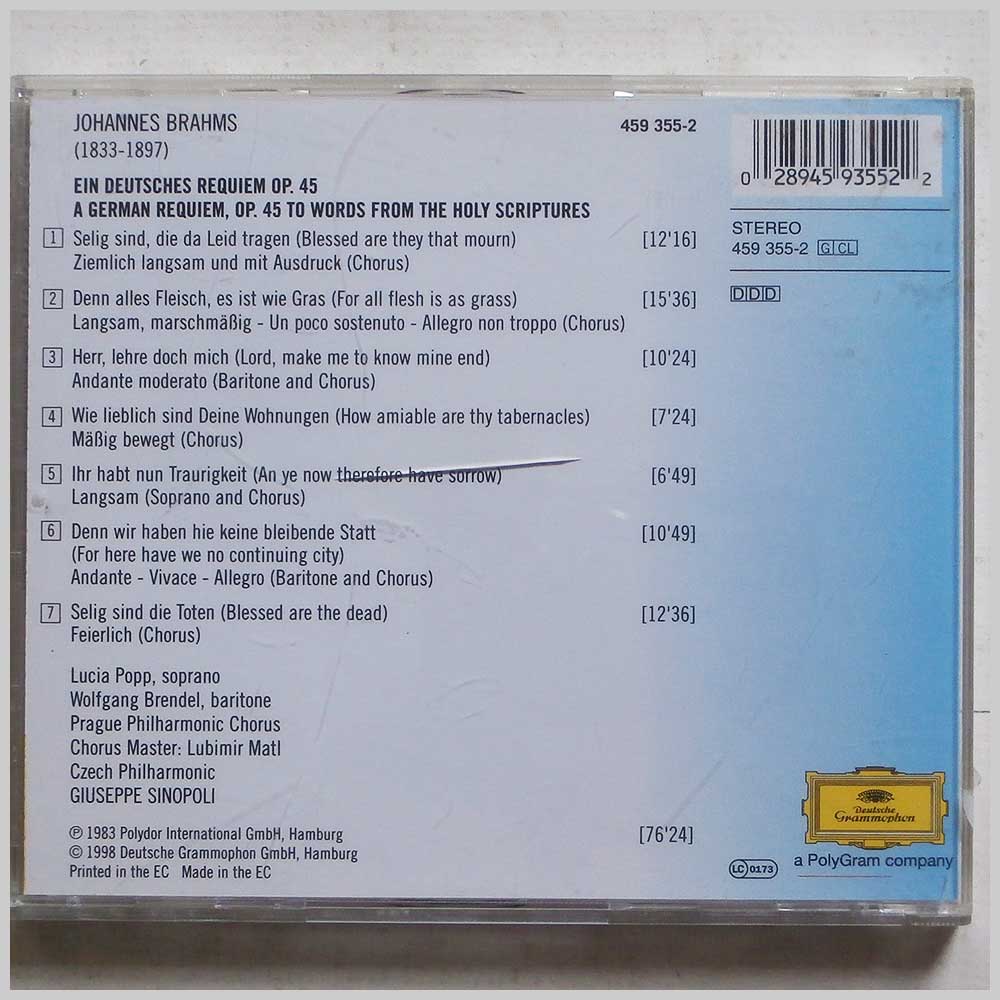 JOHANNES BRAHMS
(1833-1897)
459 355-2
EIN DEUTSCHES REQUIEM OP. 45
A GERMAN REQUIEM, OP. 45 TO WORDS FROM THE HOLY SCRIPTURES
1 Selig sind, die da Leid tragen (Blessed are they that mourn) [12'16]
Ziemlich langsam und mit Ausdruck (Chorus)
2 Denn alles Fleisch, es ist wie Gras (For all flesh is as grass) [15'36]
Langsam, marschmäßig - Un poco sostenuto - Allegro non troppo (Chorus)
3 Herr, lehre doch mich (Lord, make me to know mine end) [10'24]
Andante moderato (Baritone and Chorus)
4 Wie lieblich sind Deine Wohnungen (How amiable are thy tabernacles) [7'24]
Mäßig bewegt (Chorus)
5 Ihr habt nun Traurigkeit (An ye now therefore have sorrow) [6'49]
Langsam (Soprano and Chorus)
6 Denn wir haben hie keine bleibende Statt [10'49]
(For here have we no continuing city)
Andante - Vivace - Allegro (Baritone and Chorus)
7 Selig sind die Toten (Blessed are the dead) [12'36]
Feierlich (Chorus)
Lucia Popp, soprano
Wolfgang Brendel, baritone
Prague Philharmonic Chorus
Chorus Master: Lubimir Matl
Czech Philharmonic
GIUSEPPE SINOPOLI
℗ 1983 Polydor International GmbH, Hamburg [76'24]
© 1998 Deutsche Grammophon GmbH, Hamburg
Printed in the EC Made in the EC
0 28945 93552 2
STEREO
459 355-2 G CL
DDD
Deutsche
Grammophon
a PolyGram company
LC 0173